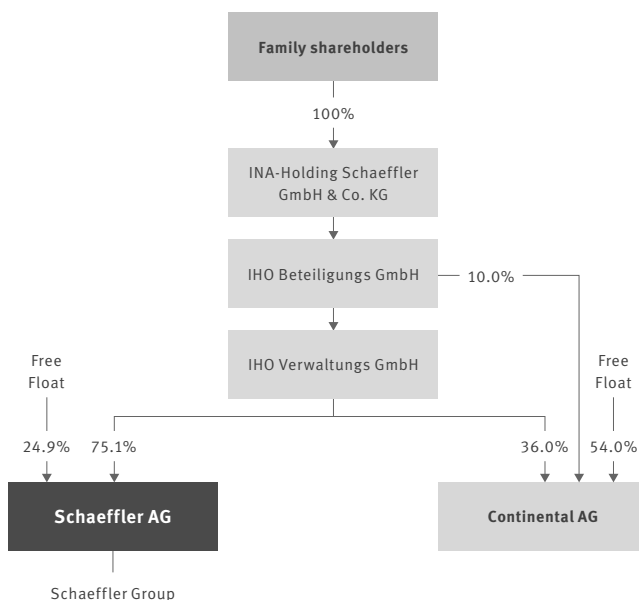 Family shareholders
100%
INA-Holding Schaeffler
GmbH & Co. KG
IHO Beteiligungs GmbH
10.0%
IHO Verwaltungs GmbH
Free
Float
Free
Float
24.9%
75.1%
36.0%
54.0%
Schaeffler AG
Continental AG
Schaeffler Group